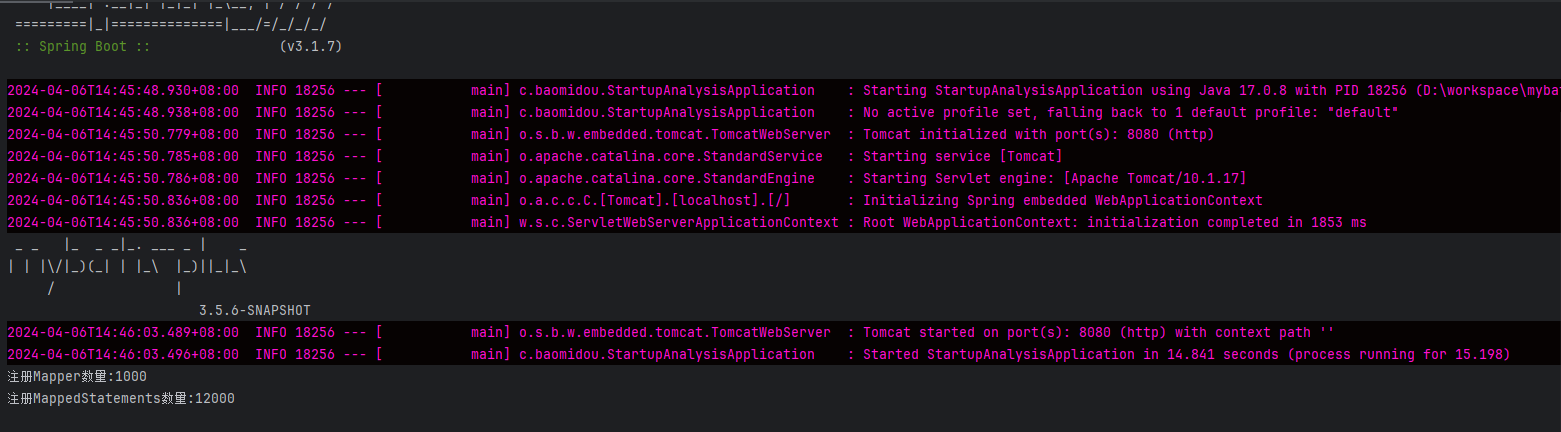 =========|_|==============|___/=/_/_/_/
:: Spring Boot ::                (v3.1.7)
2024-04-06T14:45:48.930+08:00  INFO 18256 --- [           main] c.baomidou.StartupAnalysisApplication    : Starting StartupAnalysisApplication using Java 17.0.8 with PID 18256 (D:\workspace\mybat
2024-04-06T14:45:48.938+08:00  INFO 18256 --- [           main] c.baomidou.StartupAnalysisApplication    : No active profile set, falling back to 1 default profile: "default"
2024-04-06T14:45:50.779+08:00  INFO 18256 --- [           main] o.s.b.w.embedded.tomcat.TomcatWebServer  : Tomcat initialized with port(s): 8080 (http)
2024-04-06T14:45:50.785+08:00  INFO 18256 --- [           main] o.apache.catalina.core.StandardService   : Starting service [Tomcat]
2024-04-06T14:45:50.786+08:00  INFO 18256 --- [           main] o.apache.catalina.core.StandardEngine    : Starting Servlet engine: [Apache Tomcat/10.1.17]
2024-04-06T14:45:50.836+08:00  INFO 18256 --- [           main] o.a.c.c.C.[Tomcat].[localhost].[/]       : Initializing Spring embedded WebApplicationContext
2024-04-06T14:45:50.836+08:00  INFO 18256 --- [           main] w.s.c.ServletWebServerApplicationContext : Root WebApplicationContext: initialization completed in 1853 ms
 _ _   |_  _ _|_. ___ _ |    _
| | |\/|_)(_| | |_\  |_)||_|_\
     /               |
                        3.5.6-SNAPSHOT
2024-04-06T14:46:03.489+08:00  INFO 18256 --- [           main] o.s.b.w.embedded.tomcat.TomcatWebServer  : Tomcat started on port(s): 8080 (http) with context path ''
2024-04-06T14:46:03.496+08:00  INFO 18256 --- [           main] c.baomidou.StartupAnalysisApplication    : Started StartupAnalysisApplication in 14.841 seconds (process running for 15.198)
注册Mapper数量:1000
注册MappedStatements数量:12000